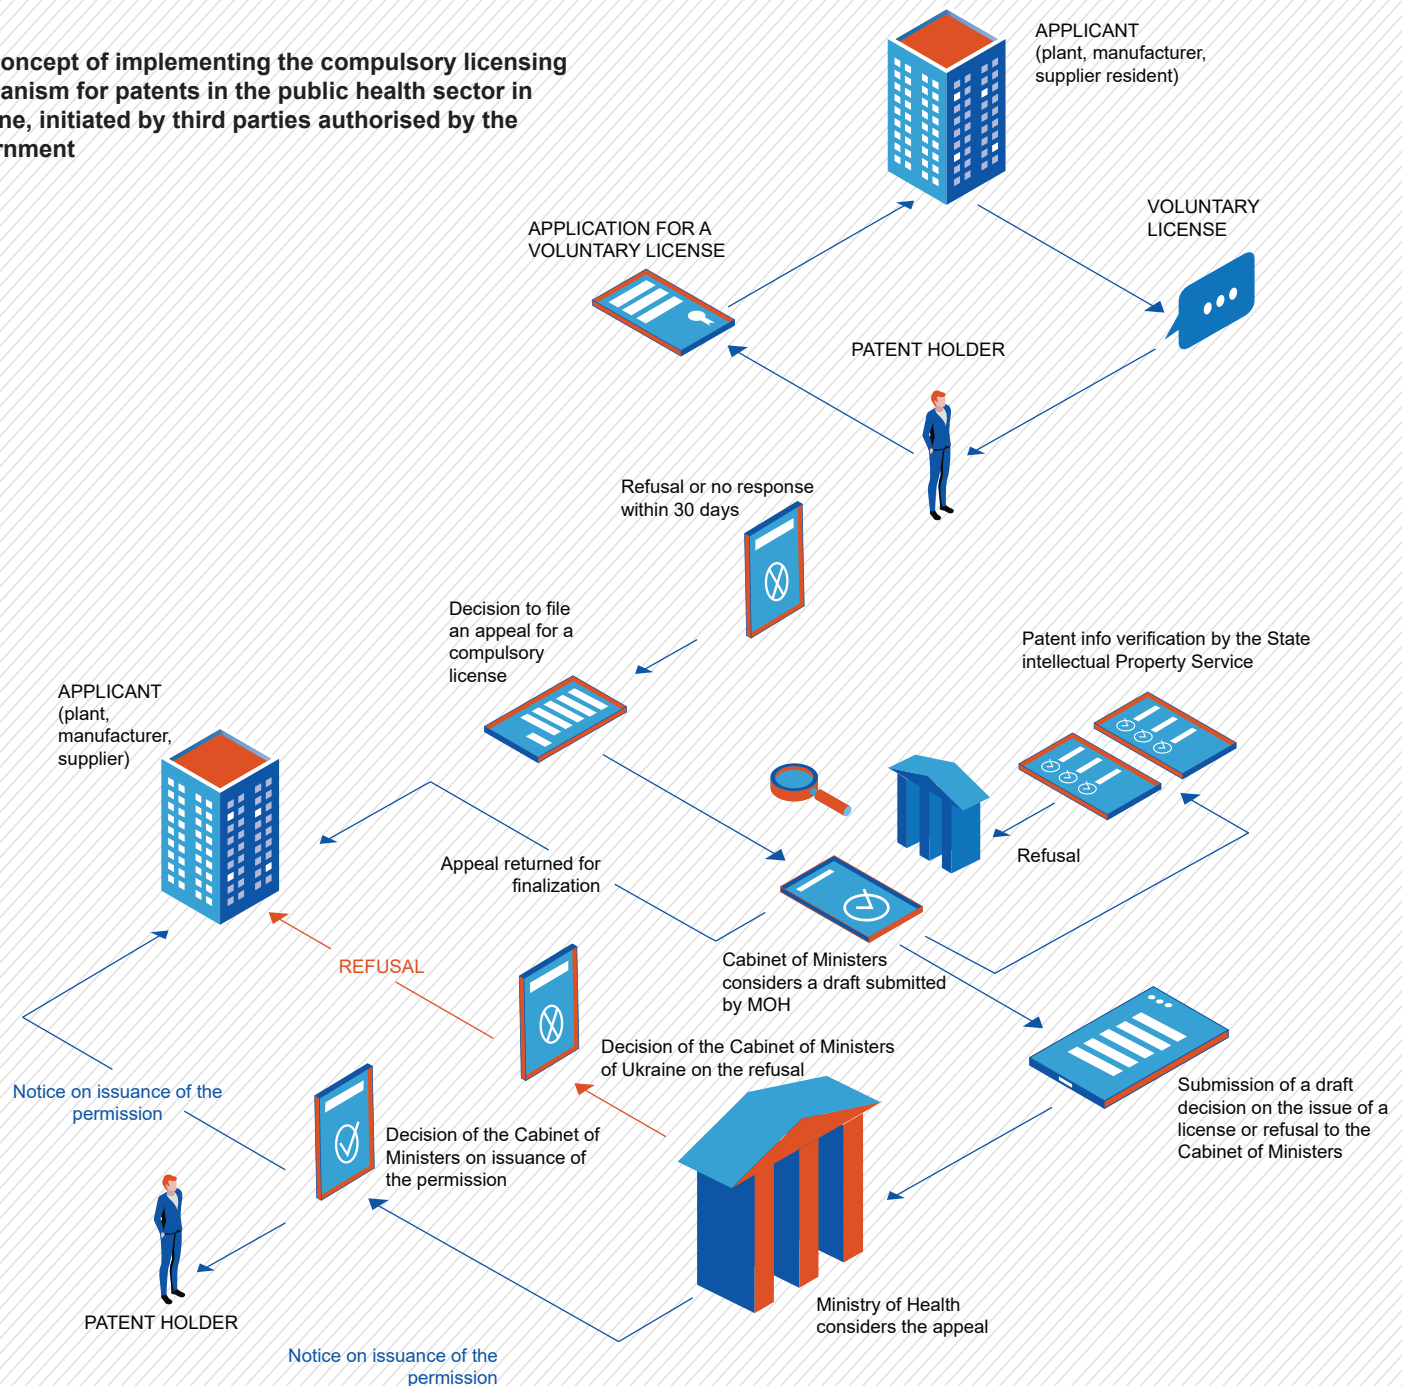 oncept of implementing the compulsory licensing
anism for patents in the public health sector in
ne, initiated by third parties authorised by the
rnment
APPLICANT
(plant, manufacturer,
supplier resident)
APPLICATION FOR A
VOLUNTARY LICENSE
VOLUNTARY
LICENSE
PATENT HOLDER
Refusal or no response
within 30 days
Decision to file
an appeal for a
compulsory
license
Patent info verification by the State
intellectual Property Service
APPLICANT
(plant,
manufacturer,
supplier)
Refusal
Appeal returned for
finalization
Cabinet of Ministers
considers a draft submitted
by MOH
REFUSAL
Decision of the Cabinet of Ministers
of Ukraine on the refusal
Submission of a draft
decision on the issue of a
license or refusal to the
Cabinet of Ministers
Notice on issuance of the
permission
Decision of the Cabinet of
Ministers on issuance of
the permission
Ministry of Health
considers the appeal
PATENT HOLDER
Notice on issuance of the
permission